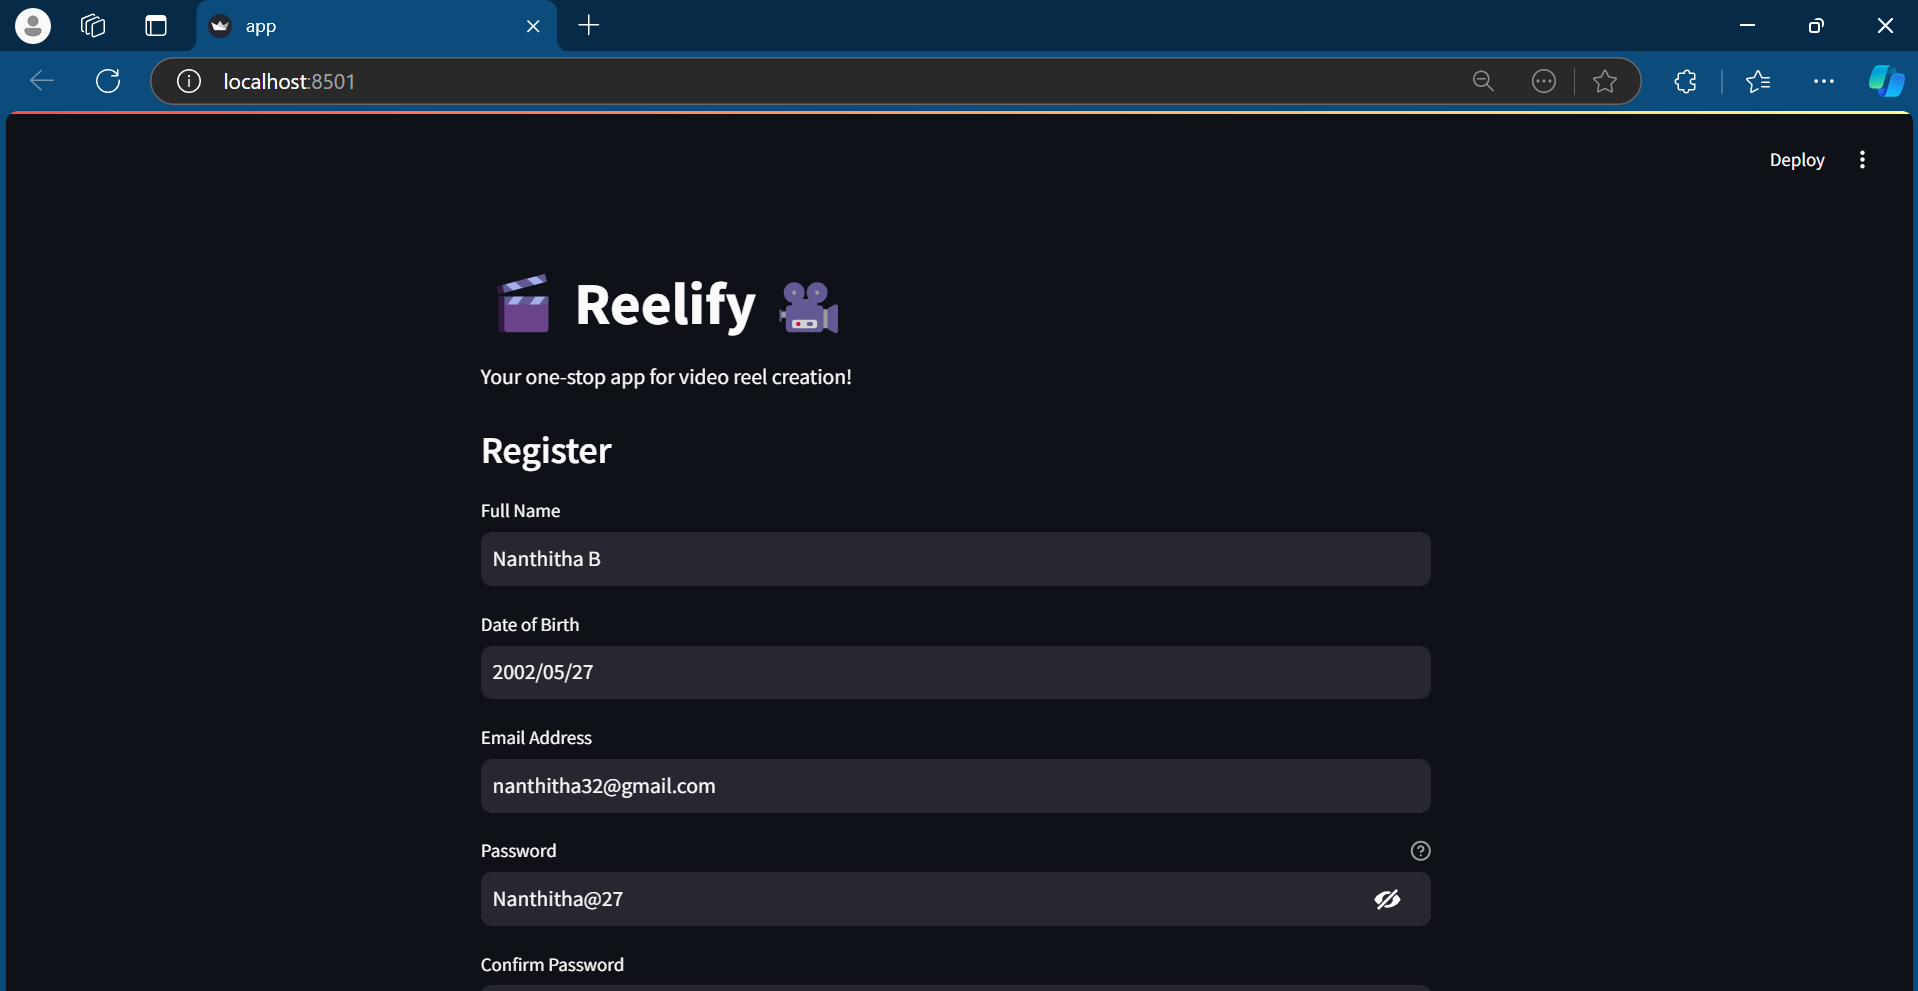 app
localhost:8501
Deploy
Reelify
Your one-stop app for video reel creation!
Register
Full Name
Nanthitha B
Date of Birth
2002/05/27
Email Address
nanthitha32@gmail.com
Password
Nanthitha@27
Confirm Password